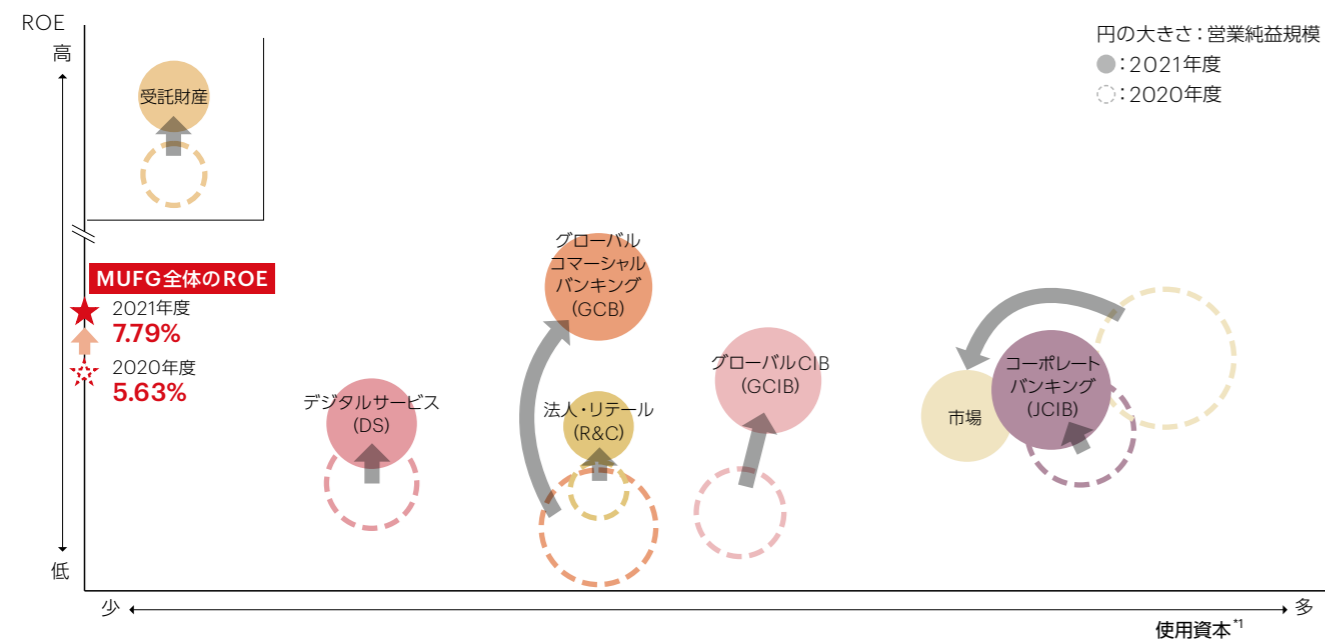 ROE
高
円の大きさ：営業純益規模
：2021年度
：2020年度
受託財産
MUFG全体のROE
2021年度
7.79%
2020年度
5.63%
グローバル
コマーシャル
バンキング
(GCB)
デジタルサービス
(DS)
法人・リテール
(R&C)
グローバルCIB
(GCIB)
市場
コーポレート
バンキング
(JCIB)
低
少
多
使用資本*1